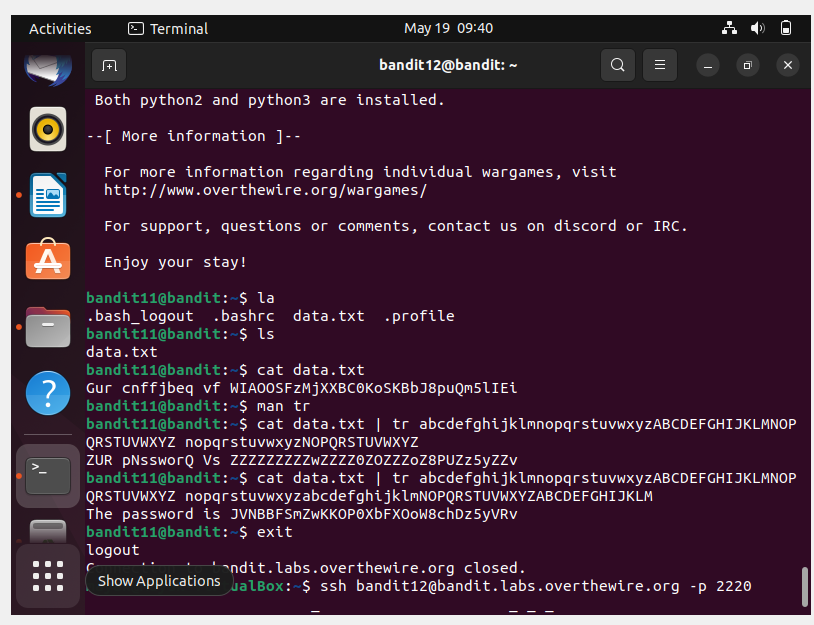 Activities
Terminal
May 19 09:40
bandit12@bandit: ~
Both python2 and python3 are installed.
--[ More information ]--
For more information regarding individual wargames, visit
http://www.overthewire.org/wargames/
For support, questions or comments, contact us on discord or IRC.
Enjoy your stay!
bandit11@bandit:~$ la
.bash_logout .bashrc data.txt .profile
bandit11@bandit:~$ ls
data.txt
bandit11@bandit:~$ cat data.txt
Gur cnffjbeq vf WIAOOSFzMjXXBC0KoSKBbJ8puQm5lIEi
bandit11@bandit:~$ man tr
bandit11@bandit:~$ cat data.txt | tr abcdefghijklmnopqrstuvwxyzABCDEFGHIJKLMNOP
QRSTUVWXYZ nopqrstuvwxyzNOPQRSTUVWXYZ
ZUR pNssworQ Vs ZZZZZZZZZwZZZZ0ZOZZZoZ8PUZz5yZZv
bandit11@bandit:~$ cat data.txt | tr abcdefghijklmnopqrstuvwxyzABCDEFGHIJKLMNOP
QRSTUVWXYZ nopqrstuvwxyzabcdefghijklmNOPQRSTUVWXYZABCDEFGHIJKLM
The password is JVNBBFSmZwKKOP0XbFXOoW8chDz5yVRv
bandit11@bandit:~$ exit
logout
bandit.labs.overthewire.org closed.
Show Applications
ualBox:~$ ssh bandit12@bandit.labs.overthewire.org -p 2220